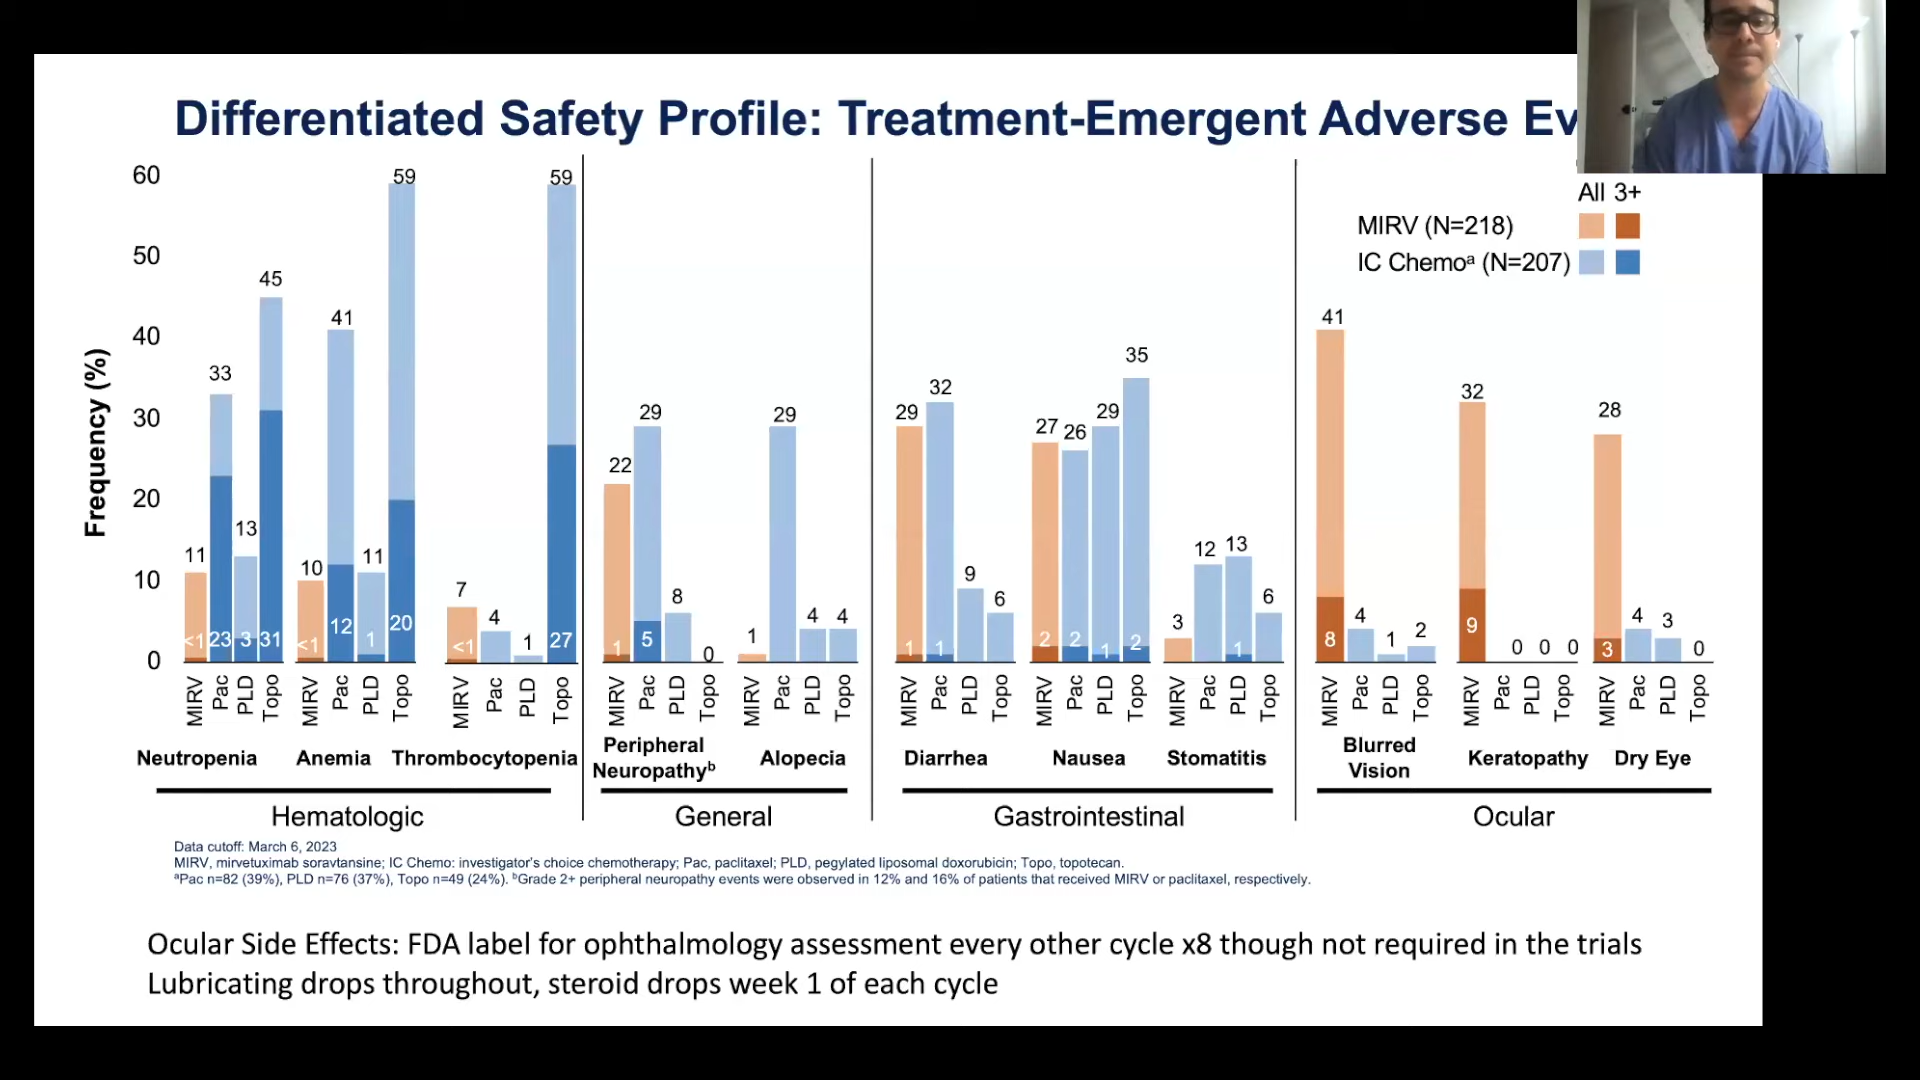 Differentiated Safety Profile: Treatment-Emergent Adverse Ev
All 3+
MIRV (N=218)
IC Chemoᵃ (N=207)
Frequency (%)
60
50
40
30
20
10
0
11 33 13 45
<1 23 3 31
10 41 11 59
<1 12 1 20
7 4 1 59
<1 27
22 29 8 0
1 5
1 29 4 4
29 32 9 6
1 1
27 26 29 35
2 2 1 2
3 12 13 6
1
41 4 1 2
8
32 0 0 0
9
28 4 3 0
3
MIRV Pac PLD Topo MIRV Pac PLD Topo MIRV Pac PLD Topo MIRV Pac PLD Topo MIRV Pac PLD Topo MIRV Pac PLD Topo MIRV Pac PLD Topo MIRV Pac PLD Topo MIRV Pac PLD Topo MIRV Pac PLD Topo MIRV Pac PLD Topo
Neutropenia Anemia Thrombocytopenia
Peripheral
Neuropathyᵇ
Alopecia
Diarrhea Nausea Stomatitis
Blurred
Vision
Keratopathy Dry Eye
Hematologic General Gastrointestinal Ocular
Data cutoff: March 6, 2023
MIRV, mirvetuximab soravtansine; IC Chemo: investigator's choice chemotherapy; Pac, paclitaxel; PLD, pegylated liposomal doxorubicin; Topo, topotecan.
ᵃPac n=82 (39%), PLD n=76 (37%), Topo n=49 (24%). ᵇGrade 2+ peripheral neuropathy events were observed in 12% and 16% of patients that received MIRV or paclitaxel, respectively.
Ocular Side Effects: FDA label for ophthalmology assessment every other cycle x8 though not required in the trials
Lubricating drops throughout, steroid drops week 1 of each cycle